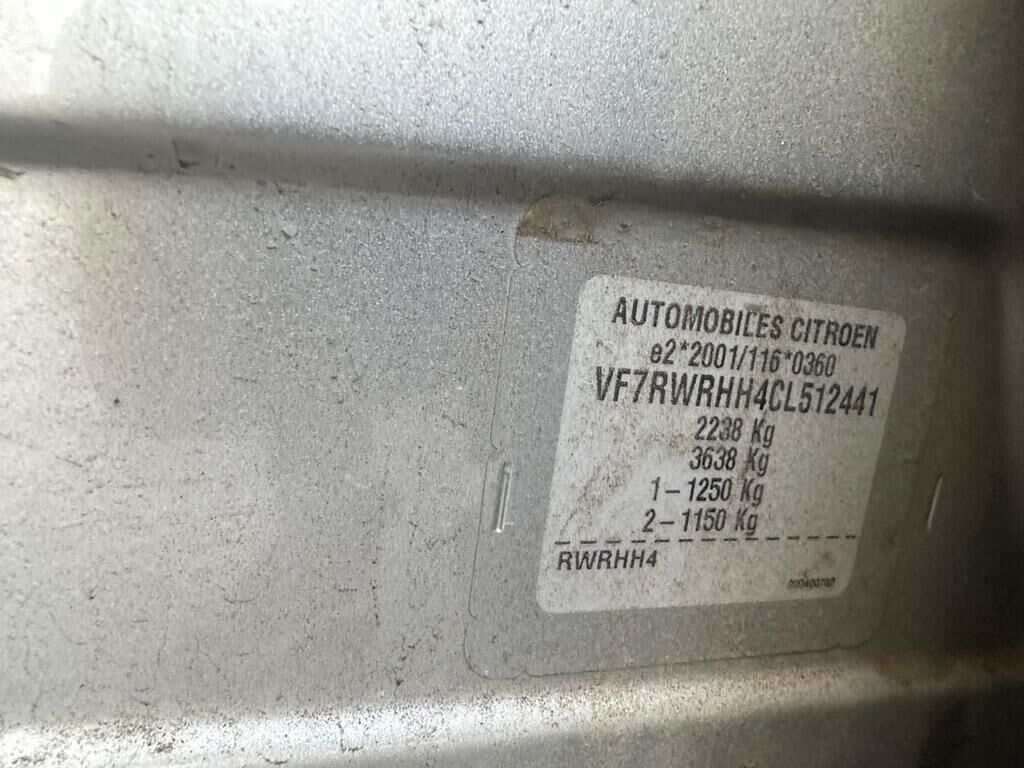 AUTOMOBILES CITROEN
e2*2001/116*0360
VF7RWRHH4CL512441
2238 Kg
3638 Kg
1-1250 Kg
2-1150 Kg
RWRHH4